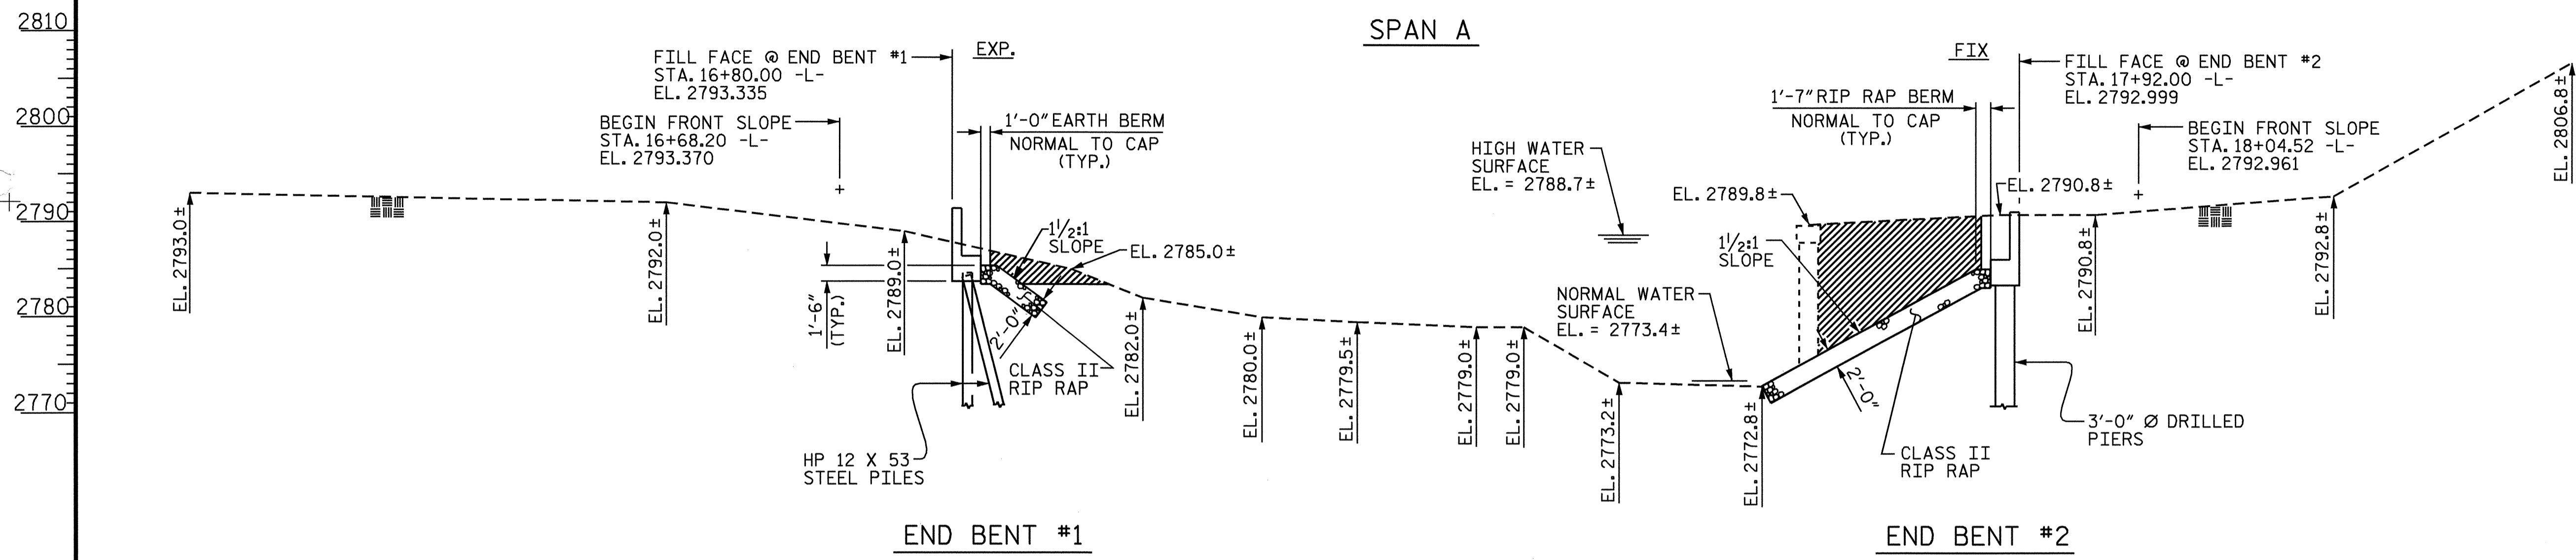 2810
2800
2790
2780
2770
SPAN A
FILL FACE @ END BENT #1
STA. 16+80.00 -L-
EL. 2793.335
EXP.
BEGIN FRONT SLOPE
STA. 16+68.20 -L-
EL. 2793.370
1'-0" EARTH BERM
NORMAL TO CAP
(TYP.)
HIGH WATER
SURFACE
EL. = 2788.7±
1'-7" RIP RAP BERM
NORMAL TO CAP
(TYP.)
FIX
FILL FACE @ END BENT #2
STA. 17+92.00 -L-
EL. 2792.999
BEGIN FRONT SLOPE
STA. 18+04.52 -L-
EL. 2792.961
EL. 2806.8±
EL. 2793.0±
EL. 2792.0±
1'-6"
(TYP.)
EL. 2789.0±
1½:1
SLOPE
EL. 2785.0±
2'-0"
CLASS II
RIP RAP
HP 12 X 53
STEEL PILES
EL. 2782.0±
EL. 2780.0±
EL. 2779.5±
EL. 2779.0±
EL. 2779.0±
NORMAL WATER
SURFACE
EL. = 2773.4±
EL. 2773.2±
EL. 2772.8±
EL. 2789.8±
1½:1
SLOPE
2'-0"
CLASS II
RIP RAP
EL. 2790.8±
3'-0" Ø DRILLED
PIERS
EL. 2790.8±
EL. 2792.8±
END BENT #1
END BENT #2